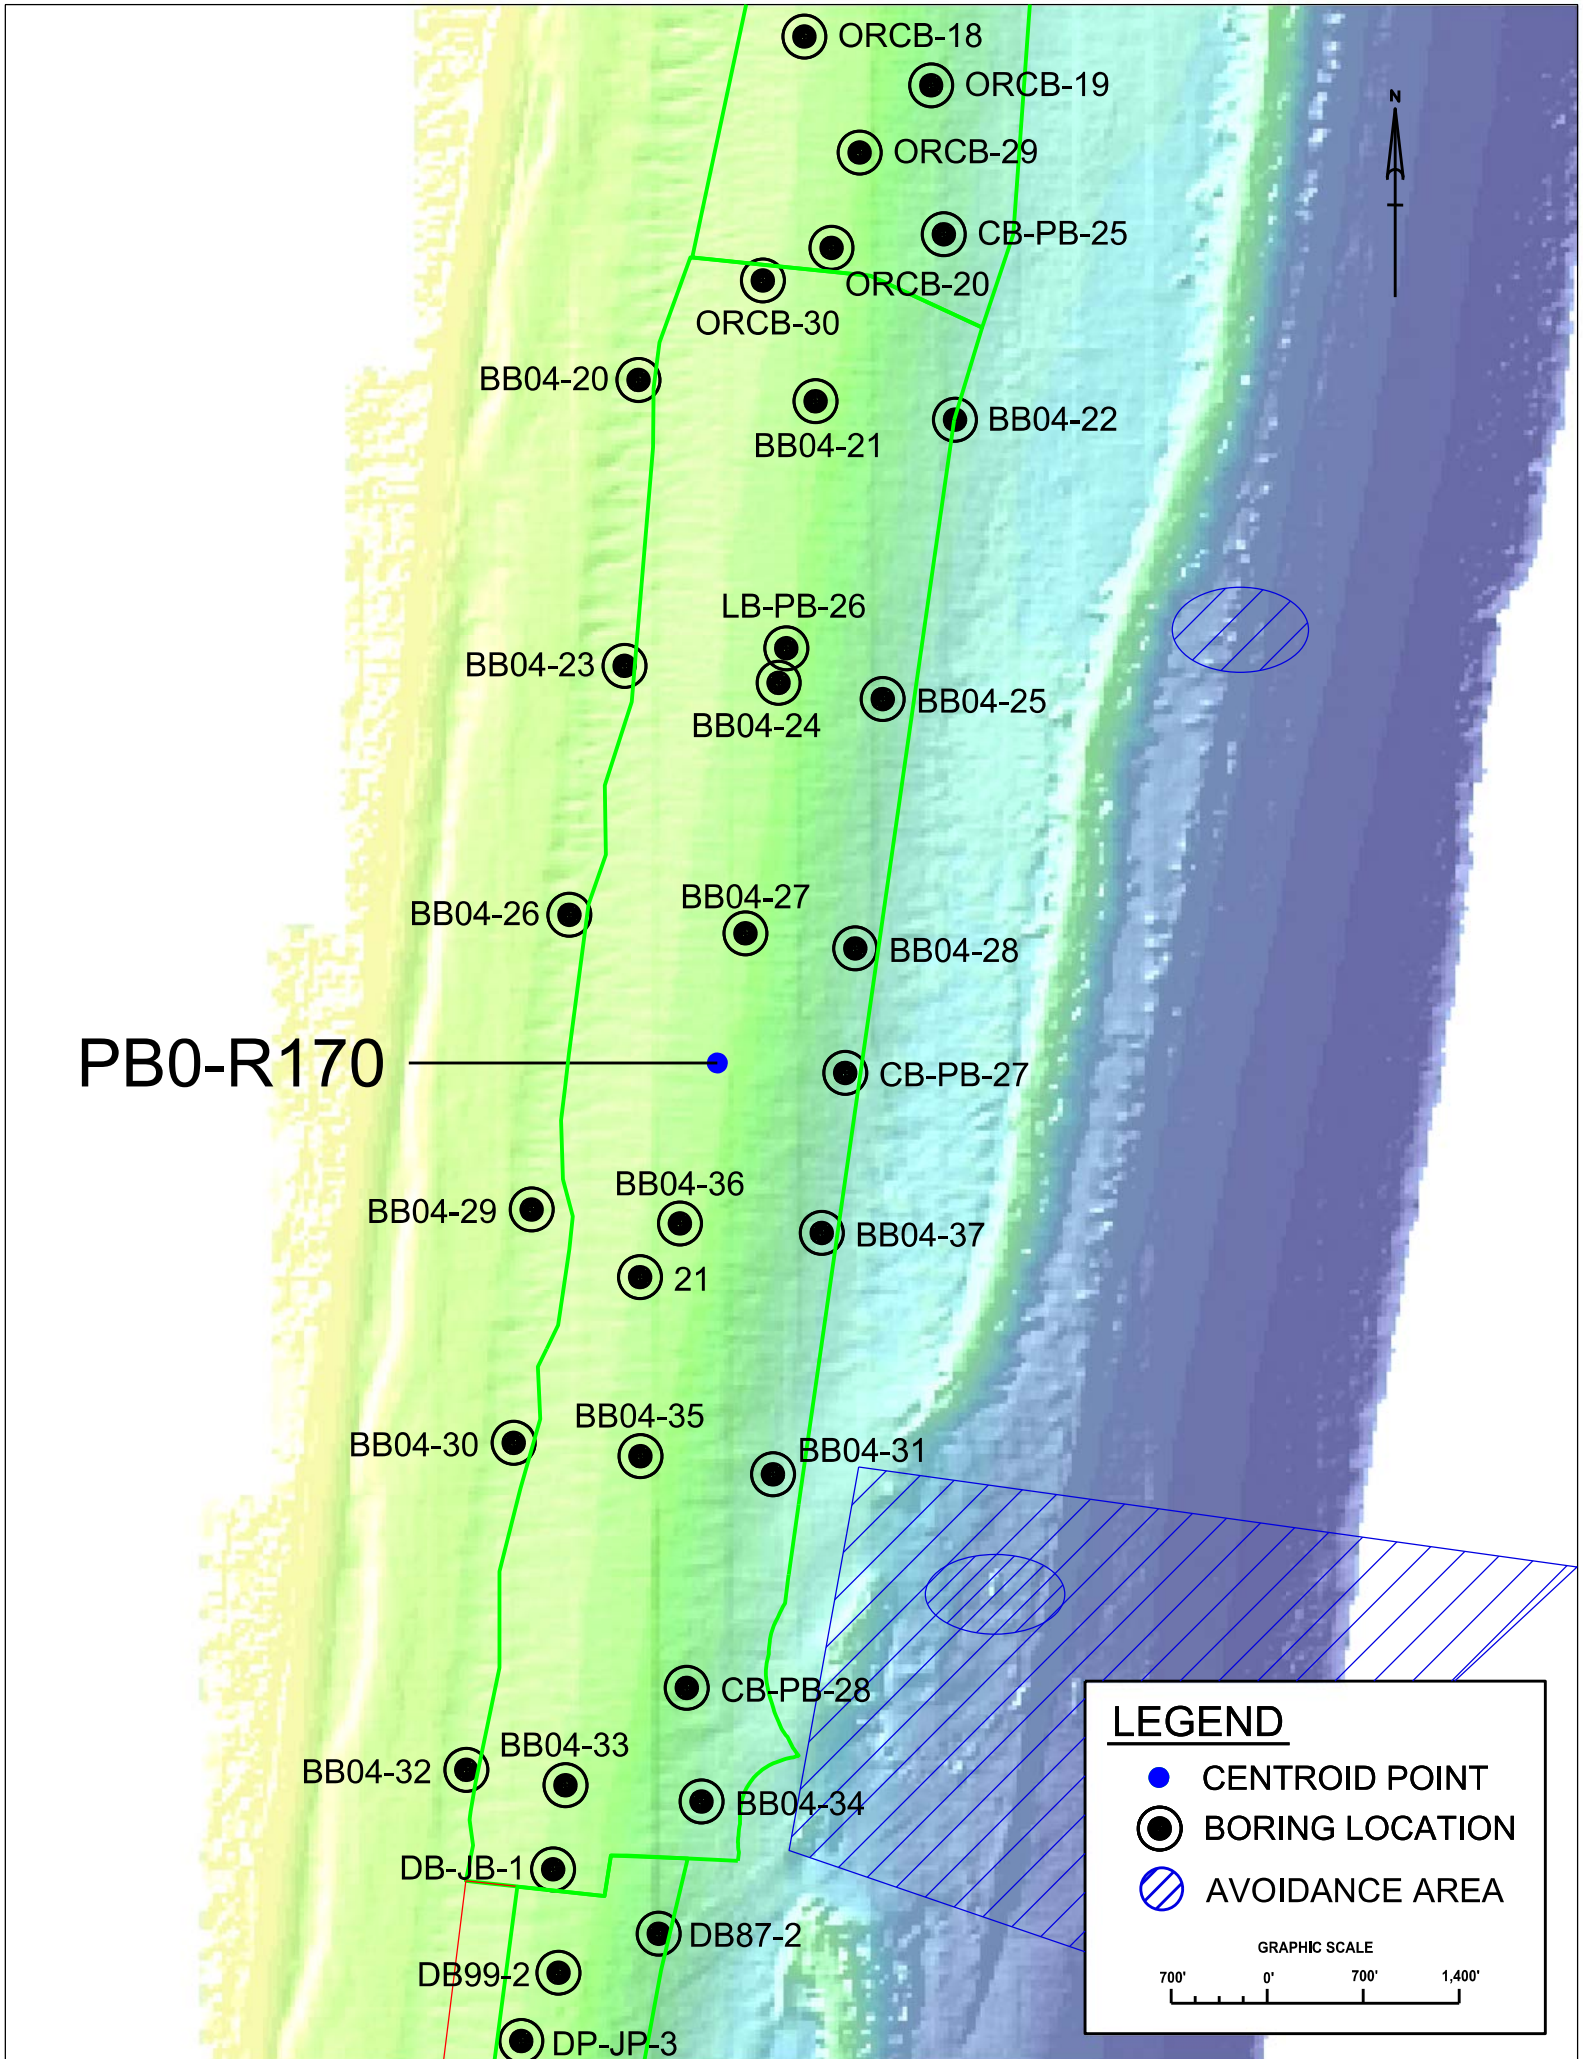 ORCB-18
ORCB-19
N
ORCB-29
CB-PB-25
ORCB-20
ORCB-30
BB04-20
BB04-21
BB04-22
LB-PB-26
BB04-23
BB04-24
BB04-25
BB04-27
BB04-26
BB04-28
PB0-R170
CB-PB-27
BB04-36
BB04-29
BB04-37
21
BB04-35
BB04-30
BB04-31
CB-PB-28
BB04-33
BB04-32
BB04-34
DB-JB-1
DB87-2
DB99-2
DP-JP-3
LEGEND
CENTROID POINT
BORING LOCATION
AVOIDANCE AREA
GRAPHIC SCALE
700' 0' 700' 1,400'